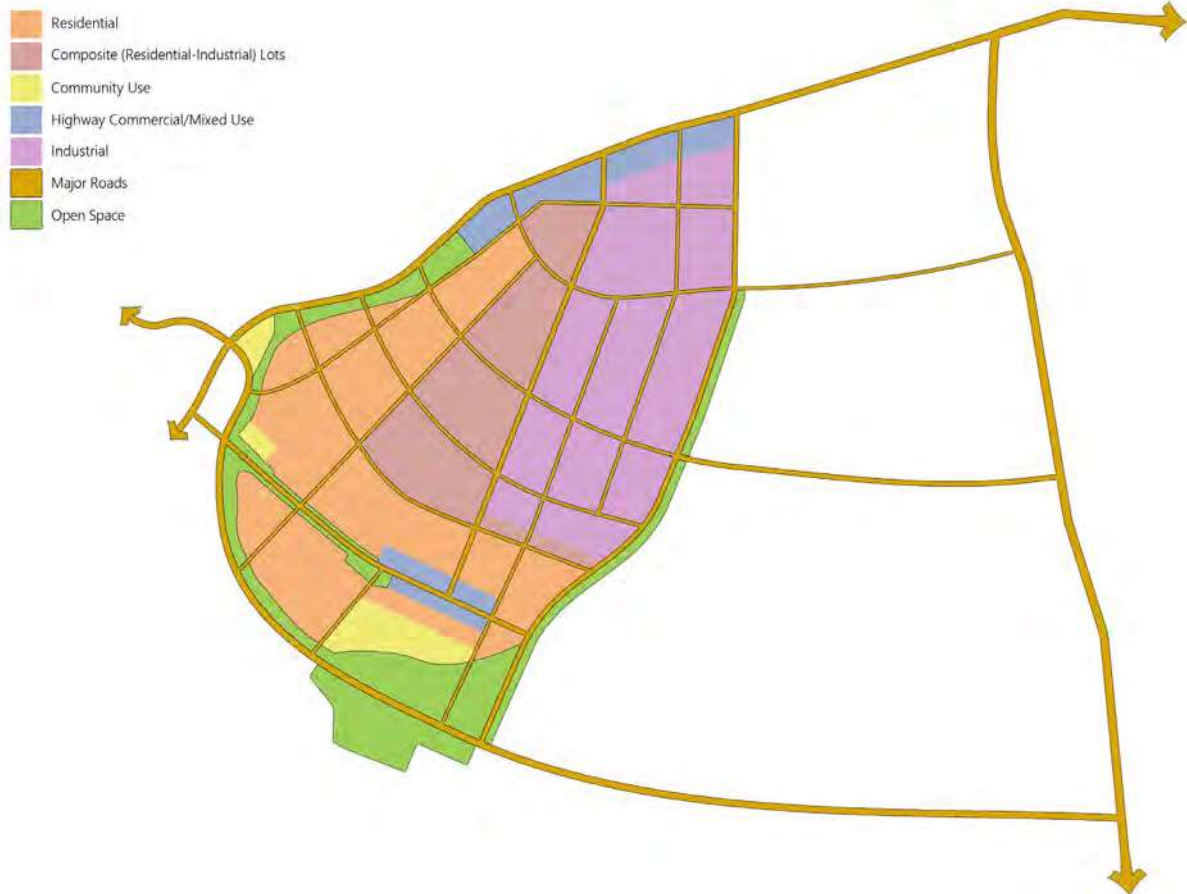 Residential
Composite (Residential-Industrial) Lots
Community Use
Highway Commercial/Mixed Use
Industrial
Major Roads
Open Space